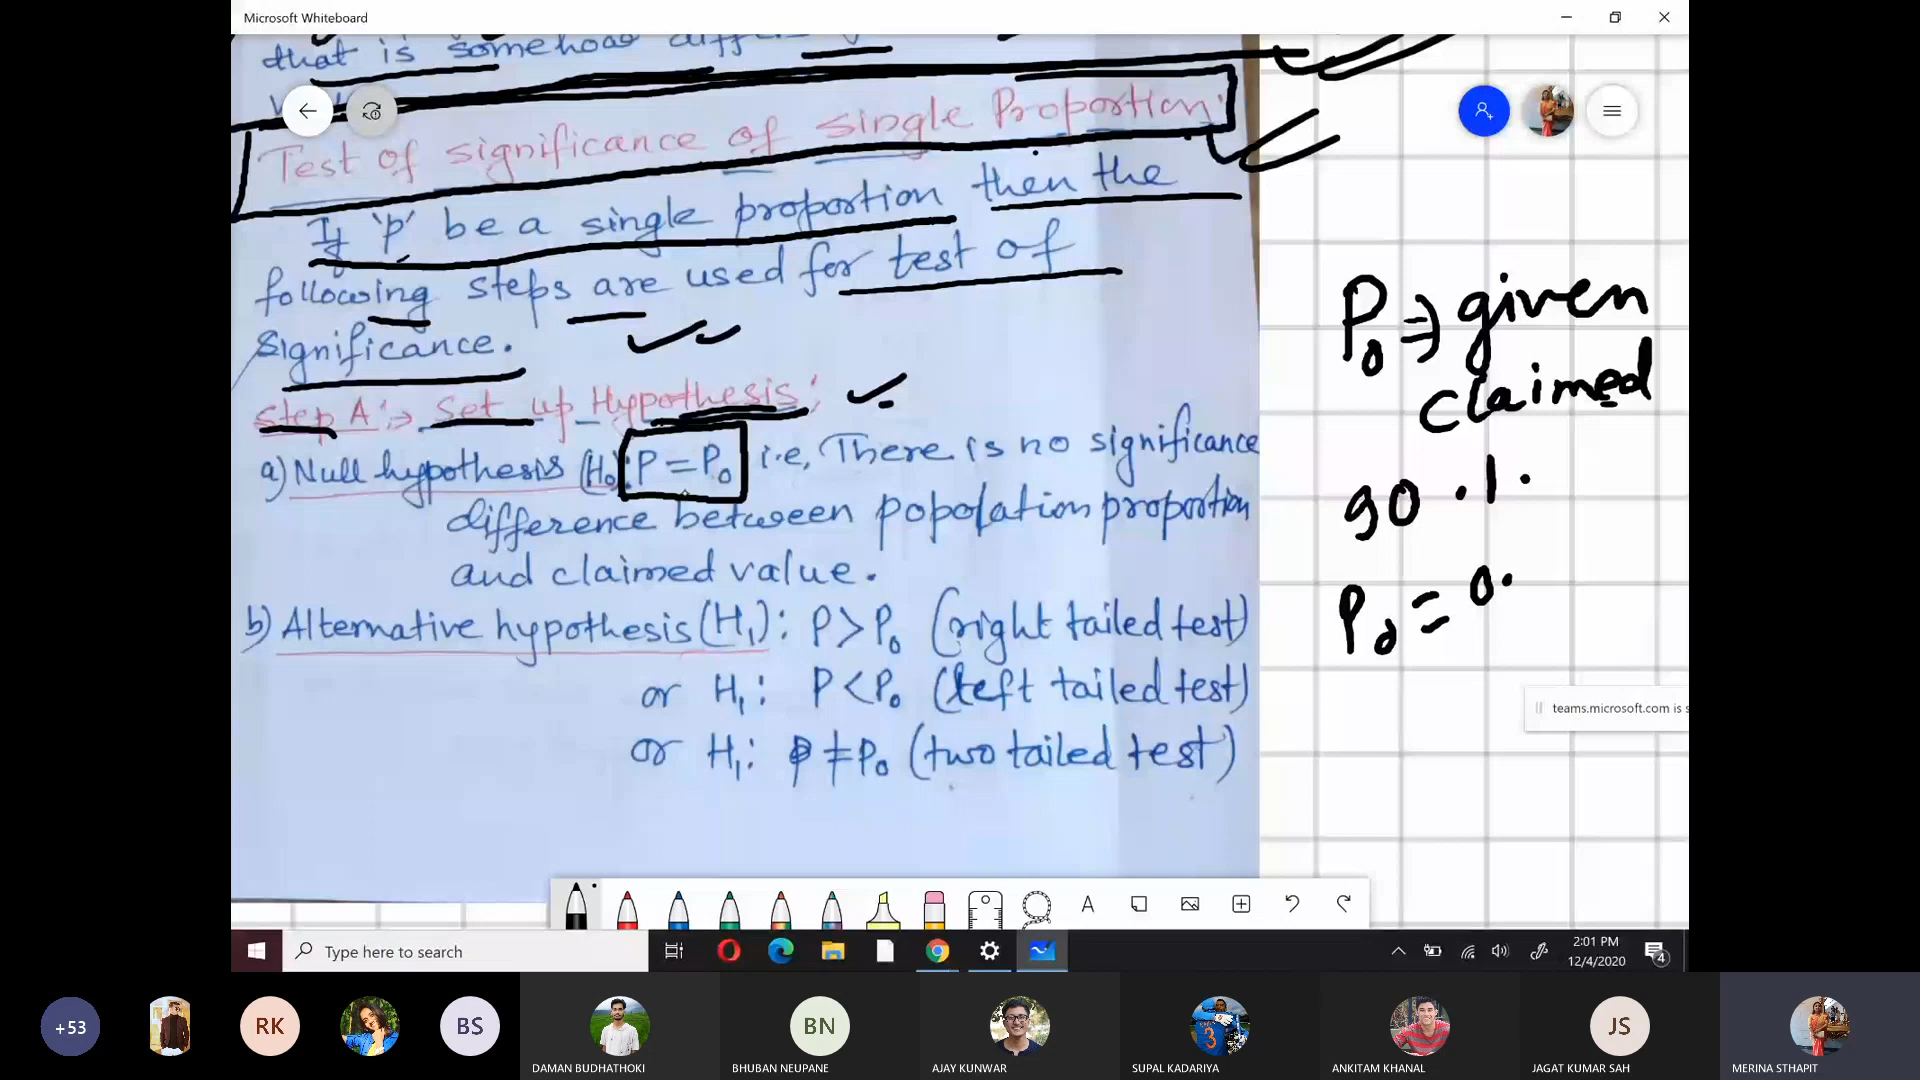 Microsoft Whiteboard
that is somehow
Test of significance of single Proportion:
If 'p' be a single proportion then the
following steps are used for test of
significance.
Step A:→ Set up Hypothesis:
a) Null hypothesis (H₀): P = P₀ i.e, There is no significance
difference between popolation proportion
and claimed value.
b) Alternative hypothesis (H₁): P > P₀ (right tailed test)
or H₁: P < P₀ (left tailed test)
or H₁: P ≠ P₀ (two tailed test)
P₀ ⇒ given
claimed
90 %
P₀ = 0.
teams.microsoft.com is s
Type here to search
2:01 PM
12/4/2020
4
+53
RK
BS
BN
JS
DAMAN BUDHATHOKI
BHUBAN NEUPANE
AJAY KUNWAR
SUPAL KADARIYA
ANKITAM KHANAL
JAGAT KUMAR SAH
MERINA STHAPIT